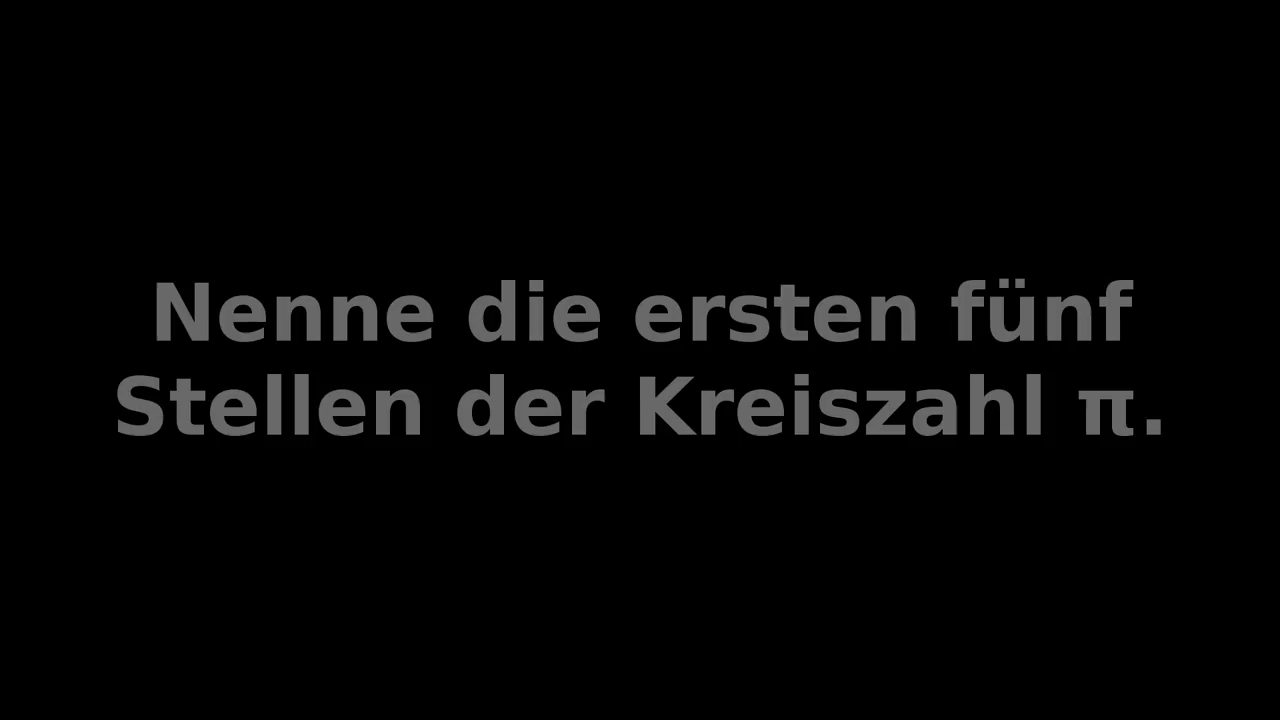 Nenne die ersten fünf
Stellen der Kreiszahl π.